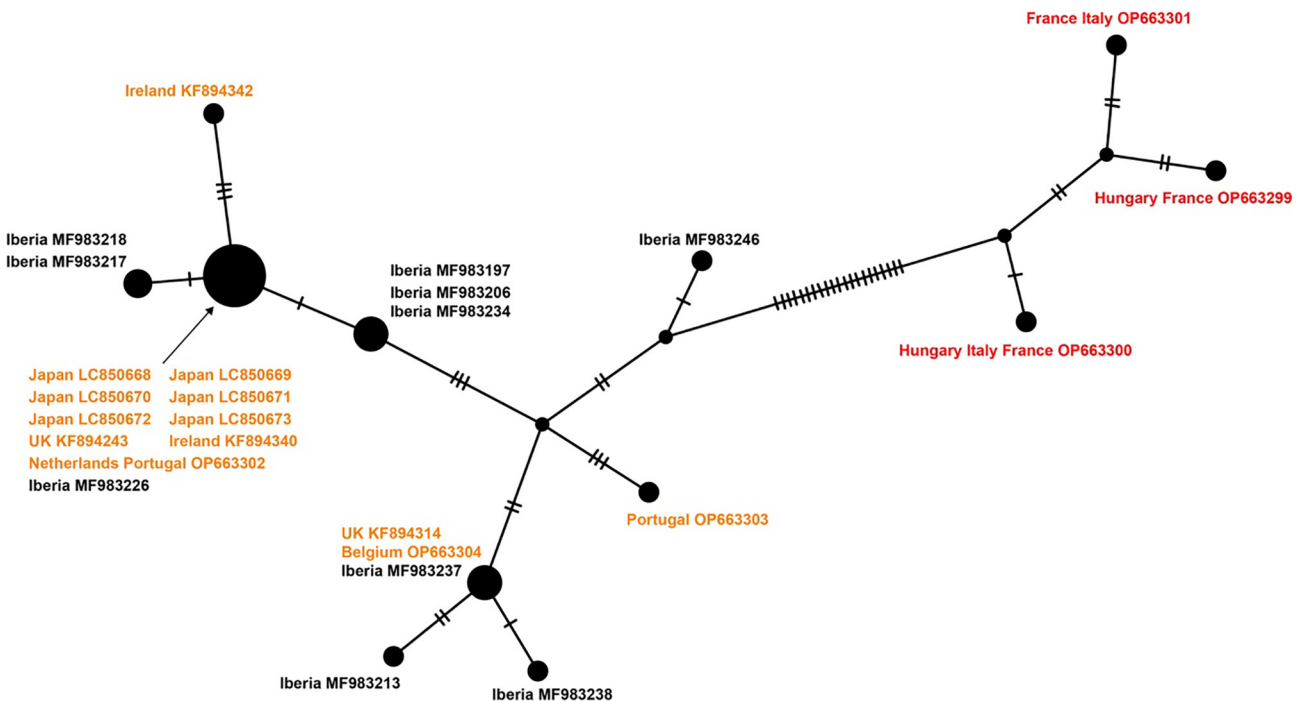 France Italy OP663301
Ireland KF894342
Hungary France OP663299
Iberia MF983218
Iberia MF983217
Iberia MF983246
Iberia MF983197
Iberia MF983206
Iberia MF983234
Hungary Italy France OP663300
Japan LC850668 Japan LC850669
Japan LC850670 Japan LC850671
Japan LC850672 Japan LC850673
UK KF894243 Ireland KF894340
Netherlands Portugal OP663302
Iberia MF983226
Portugal OP663303
UK KF894314
Belgium OP663304
Iberia MF983237
Iberia MF983213
Iberia MF983238